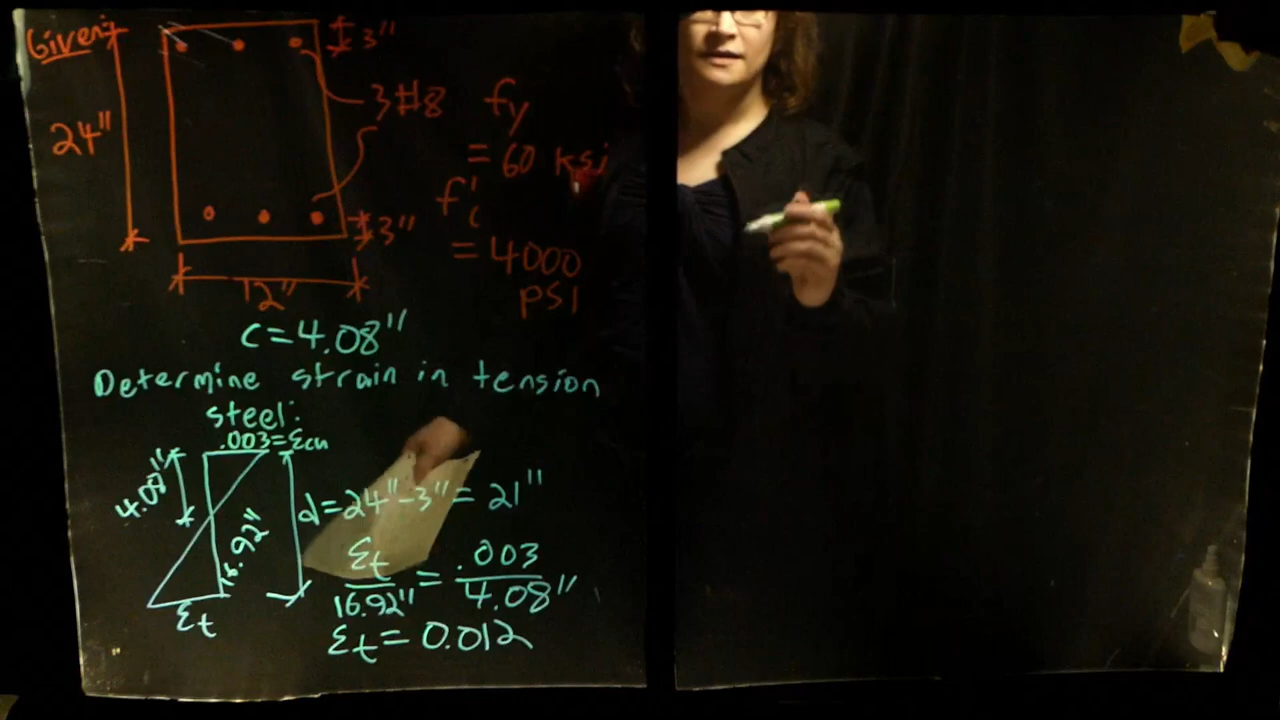 Given:
3"
24"
3#8
fy
= 60 ksi
f'c
= 4000
psi
3"
12"
c=4.08"
Determine strain in tension
steel:
.003=εcu
4.08"
16.92"
d=24"-3"=21"
εt/16.92" = .003/4.08"
εt
εt=0.012